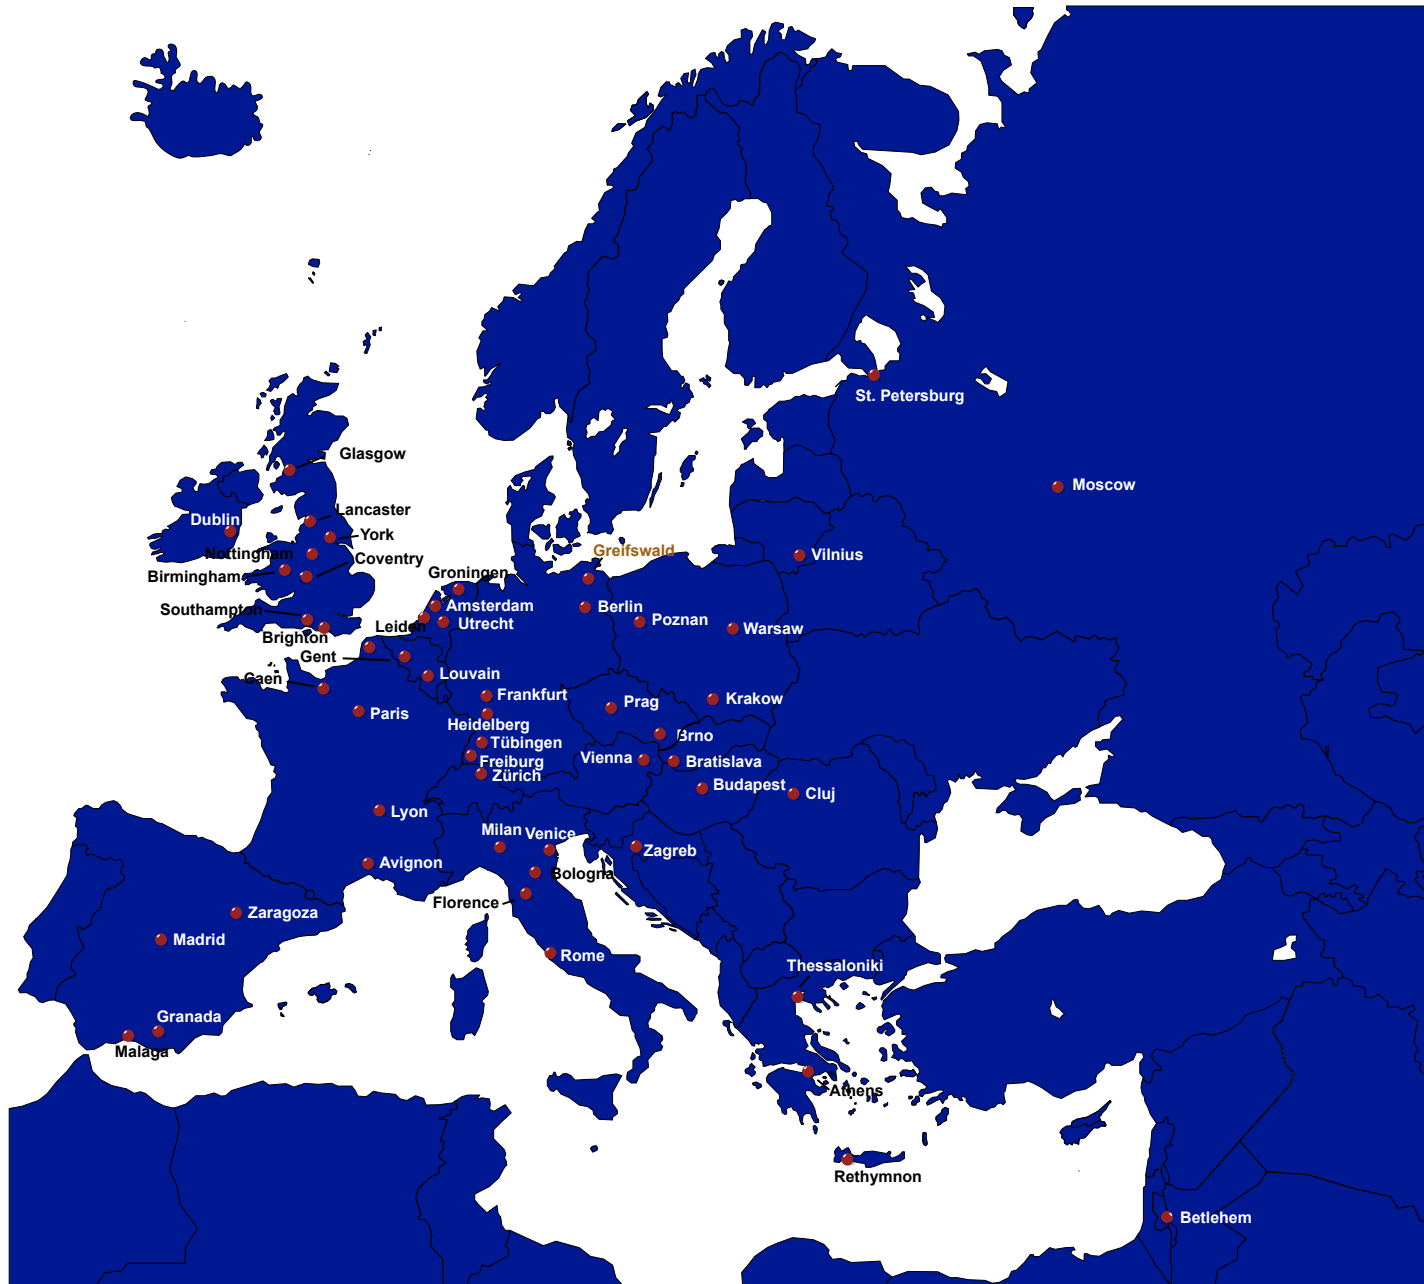 St. Petersburg
Glasgow
Moscow
Lancaster
Dublin
York
Nottingham
Coventry
Greifswald
Vilnius
Birmingham
Groningen
Southampton
Amsterdam
Berlin
Poznan
Utrecht
Leiden
Warsaw
Brighton
Gent
Louvain
Caen
Frankfurt
Krakow
Prag
Paris
Heidelberg
Brno
Tübingen
Freiburg
Vienna
Bratislava
Zürich
Budapest
Cluj
Lyon
Milan
Venice
Zagreb
Avignon
Bologna
Florence
Zaragoza
Madrid
Rome
Thessaloniki
Granada
Malaga
Athens
Rethymnon
Betlehem